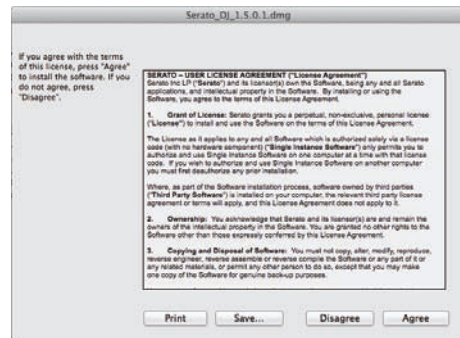 Serato_DJ_1.5.0.1.dmg
If you agree with the terms
of this license, press "Agree"
to install the software. If you
do not agree, press
"Disagree".
SERATO – USER LICENSE AGREEMENT ("License Agreement")
Serato Inc LP ("Serato") and its licensor(s) own the Software, being any and all Serato
applications, and intellectual property in the Software. By installing or using the
Software, you agree to the terms of this License Agreement.
1. Grant of License: Serato grants you a perpetual, non-exclusive, personal license
("License") to install and use the Software on the terms of this License Agreement.
The License as it applies to any and all Software which is authorized solely via a license
code (with no hardware component) ("Single Instance Software") only permits you to
authorize and use Single Instance Software on one computer at a time with that license
code. If you wish to authorize and use Single Instance Software on another computer
you must first deauthorize any prior installation.
Where, as part of the Software installation process, software owned by third parties
("Third Party Software") is installed on your computer, the relevant third party license
agreement or terms will apply, and this License Agreement does not apply to it.
2. Ownership: You acknowledge that Serato and its licensor(s) are and remain the
owners of the intellectual property in the Software. You are granted no other rights to the
Software other than those expressly conferred by this License Agreement.
3. Copying and Disposal of Software: You must not copy, alter, modify, reproduce,
reverse engineer, reverse assemble or reverse compile the Software or any part of it or
any related materials, or permit any other person to do so, except that you may make
one copy of the Software for genuine back-up purposes.
Print Save... Disagree Agree